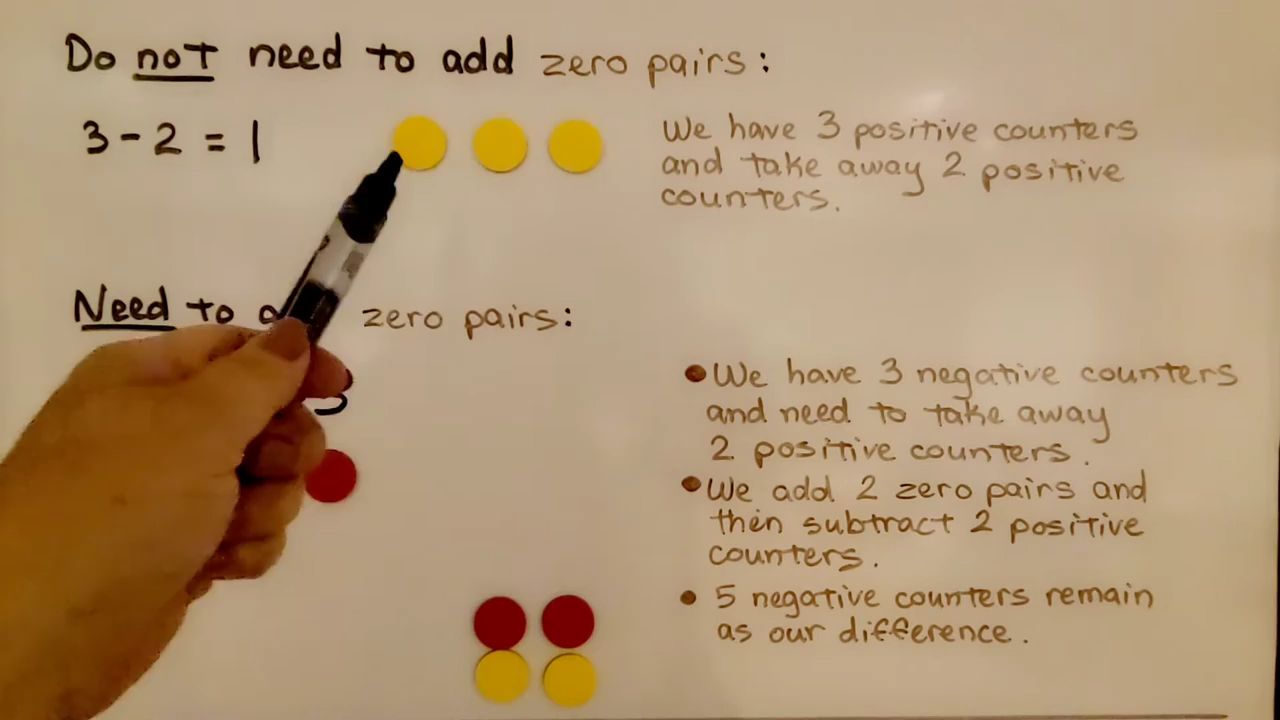 Do not need to add zero pairs:
3 - 2 = 1
We have 3 positive counters
and take away 2 positive
counters.
Need to zero pairs:
• We have 3 negative counters
and need to take away
2 positive counters.
• We add 2 zero pairs and
then subtract 2 positive
counters.
• 5 negative counters remain
as our difference.